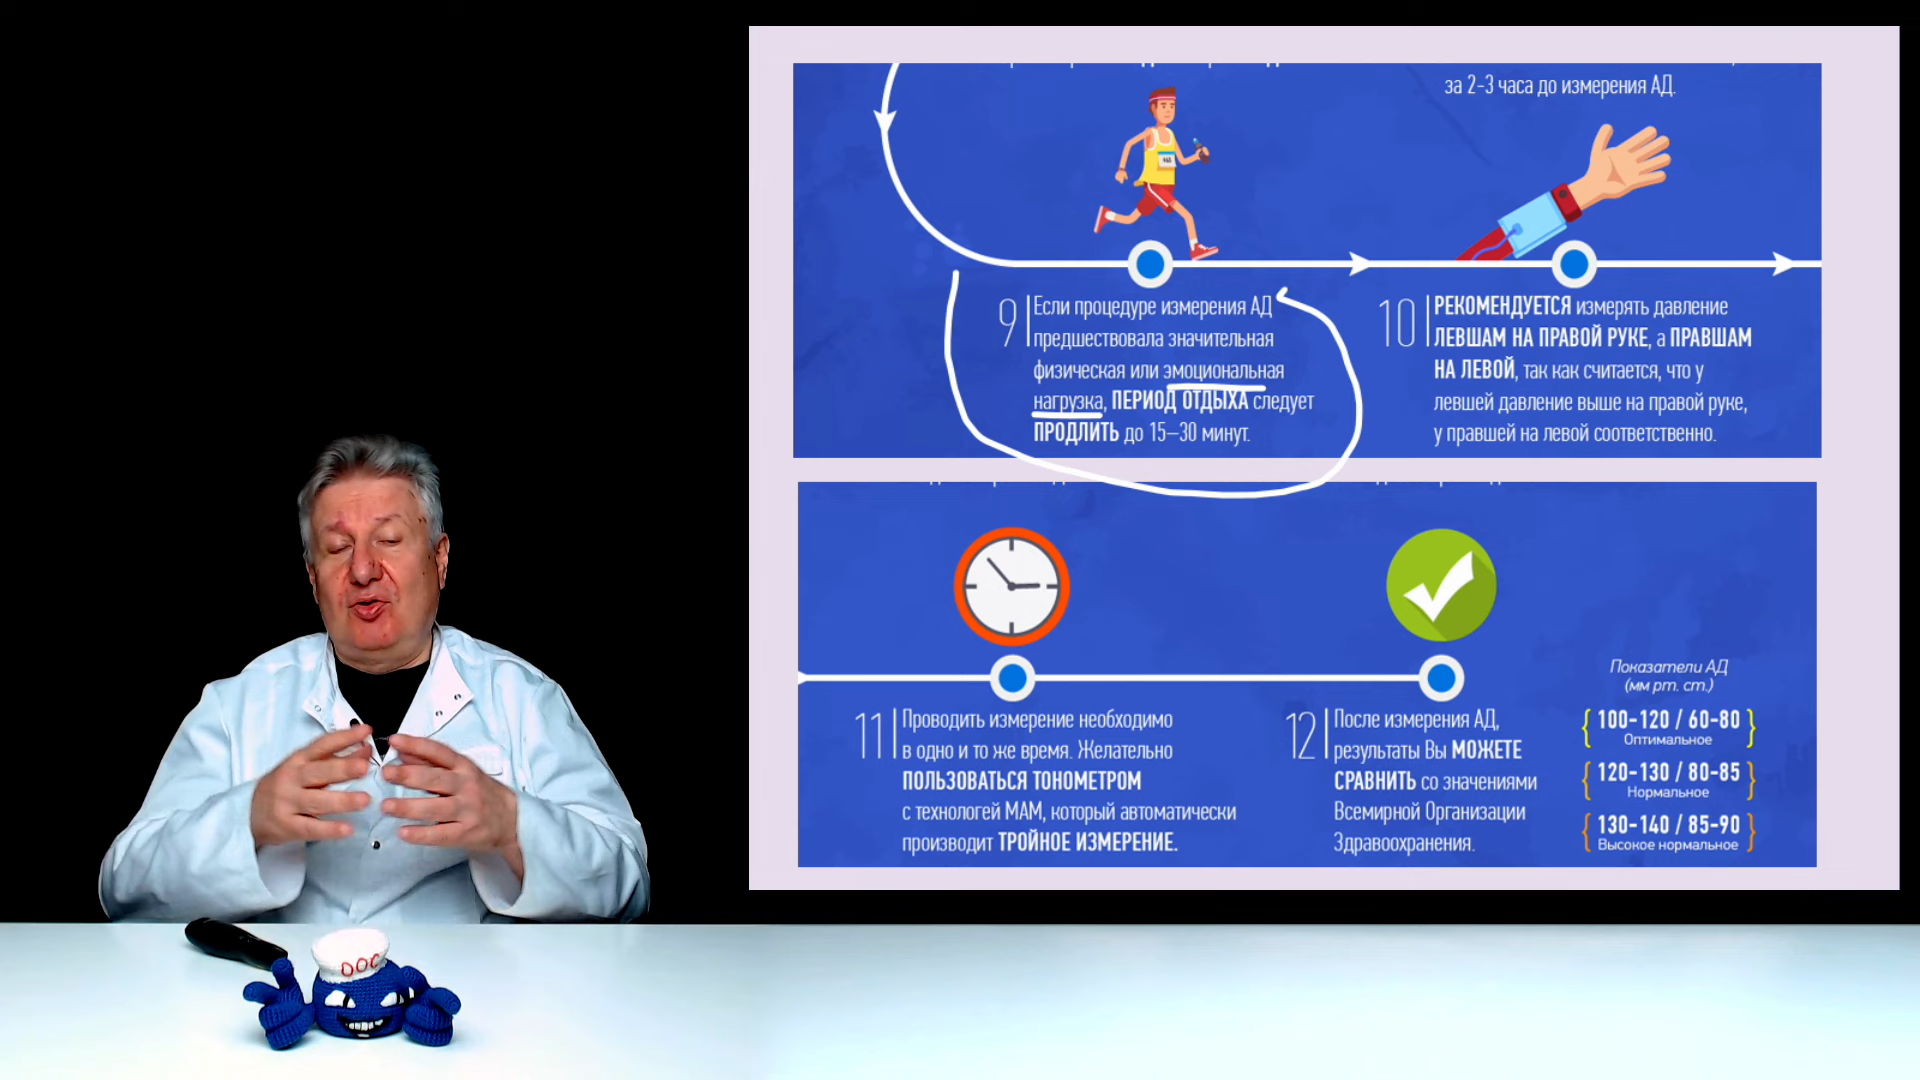 за 2-3 часа до измерения АД.
9
Если процедуре измерения АД
предшествовала значительная
физическая или эмоциональная
нагрузка, ПЕРИОД ОТДЫХА следует
ПРОДЛИТЬ до 15–30 минут.
10
РЕКОМЕНДУЕТСЯ измерять давление
ЛЕВШАМ НА ПРАВОЙ РУКЕ, а ПРАВШАМ
НА ЛЕВОЙ, так как считается, что у
левшей давление выше на правой руке,
у правшей на левой соответственно.
11
Проводить измерение необходимо
в одно и то же время. Желательно
ПОЛЬЗОВАТЬСЯ ТОНОМЕТРОМ
с технологей МАМ, который автоматически
производит ТРОЙНОЕ ИЗМЕРЕНИЕ.
12
После измерения АД,
результаты Вы МОЖЕТЕ
СРАВНИТЬ со значениями
Всемирной Организации
Здравоохранения.
Показатели АД
(мм рт. ст.)
{ 100-120 / 60-80 }
Оптимальное
{ 120-130 / 80-85 }
Нормальное
{ 130-140 / 85-90 }
Высокое нормальное
DOC